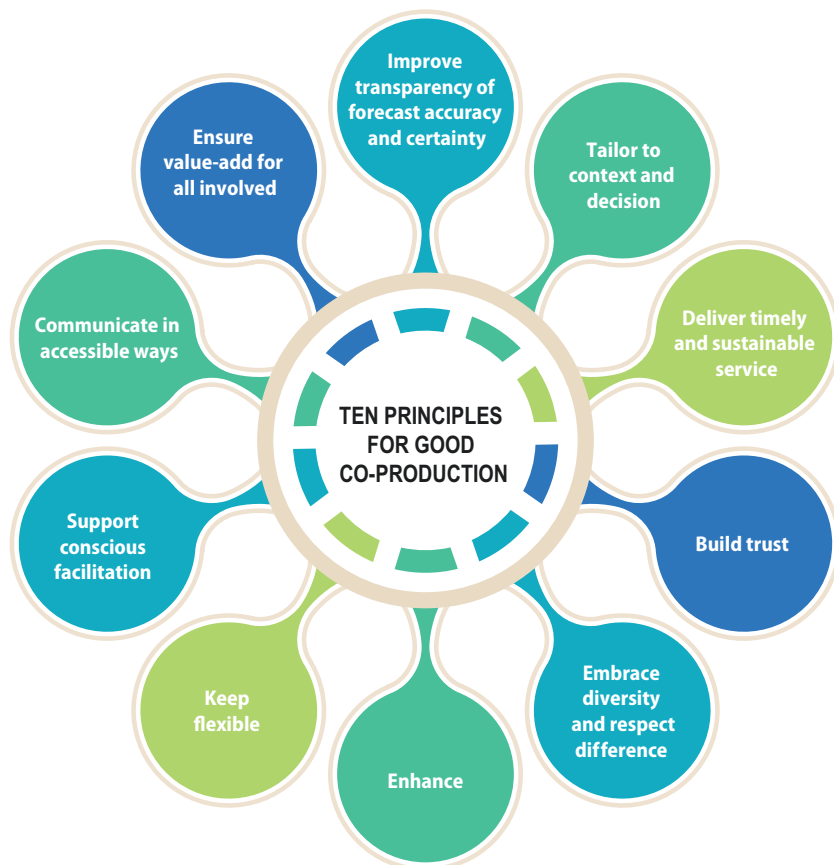 Improve
transparency of
forecast accuracy
and certainty
Tailor to
context and
decision
Deliver timely
and sustainable
service
Build trust
Embrace
diversity
and respect
difference
Enhance
Keep
flexible
Support
conscious
facilitation
Communicate in
accessible ways
Ensure
value-add for
all involved
TEN PRINCIPLES
FOR GOOD
CO-PRODUCTION